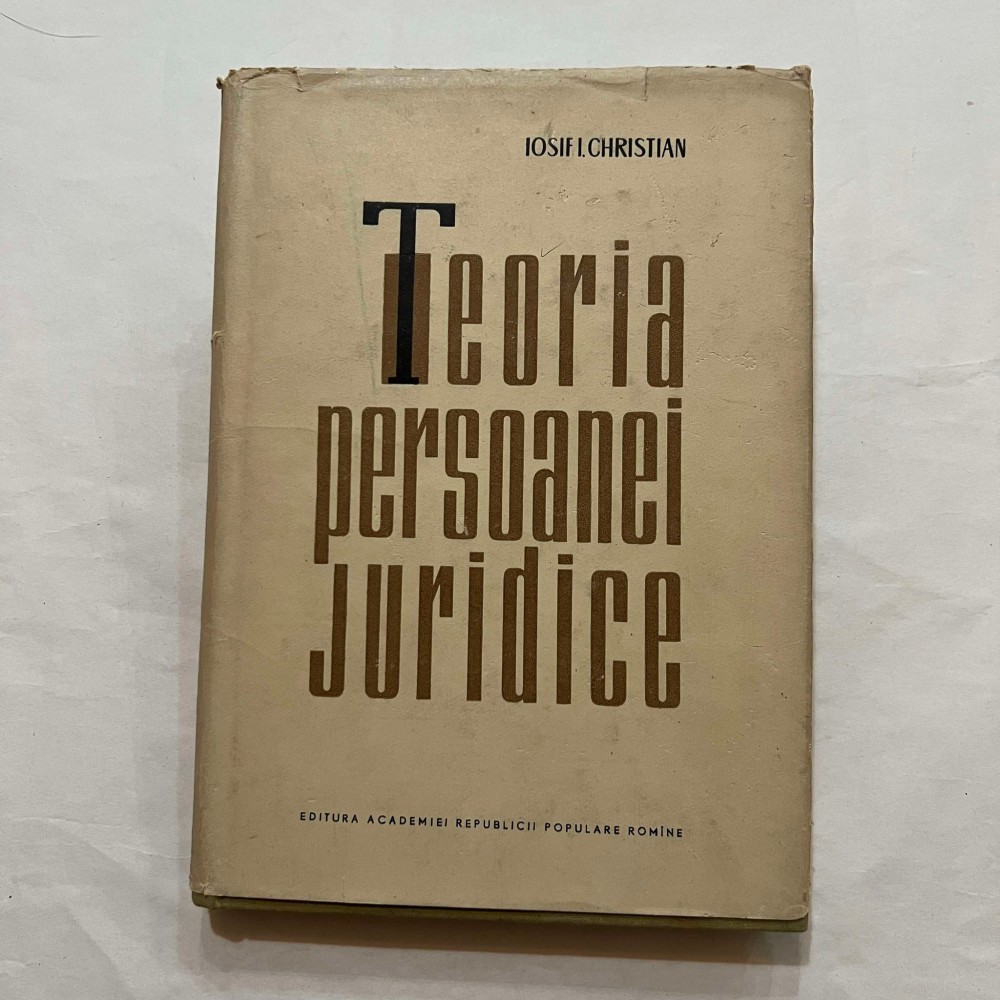 IOSIF I. CHRISTIAN
Teoria
persoanei
juridice
EDITURA ACADEMIEI REPUBLICII POPULARE ROMÎNE